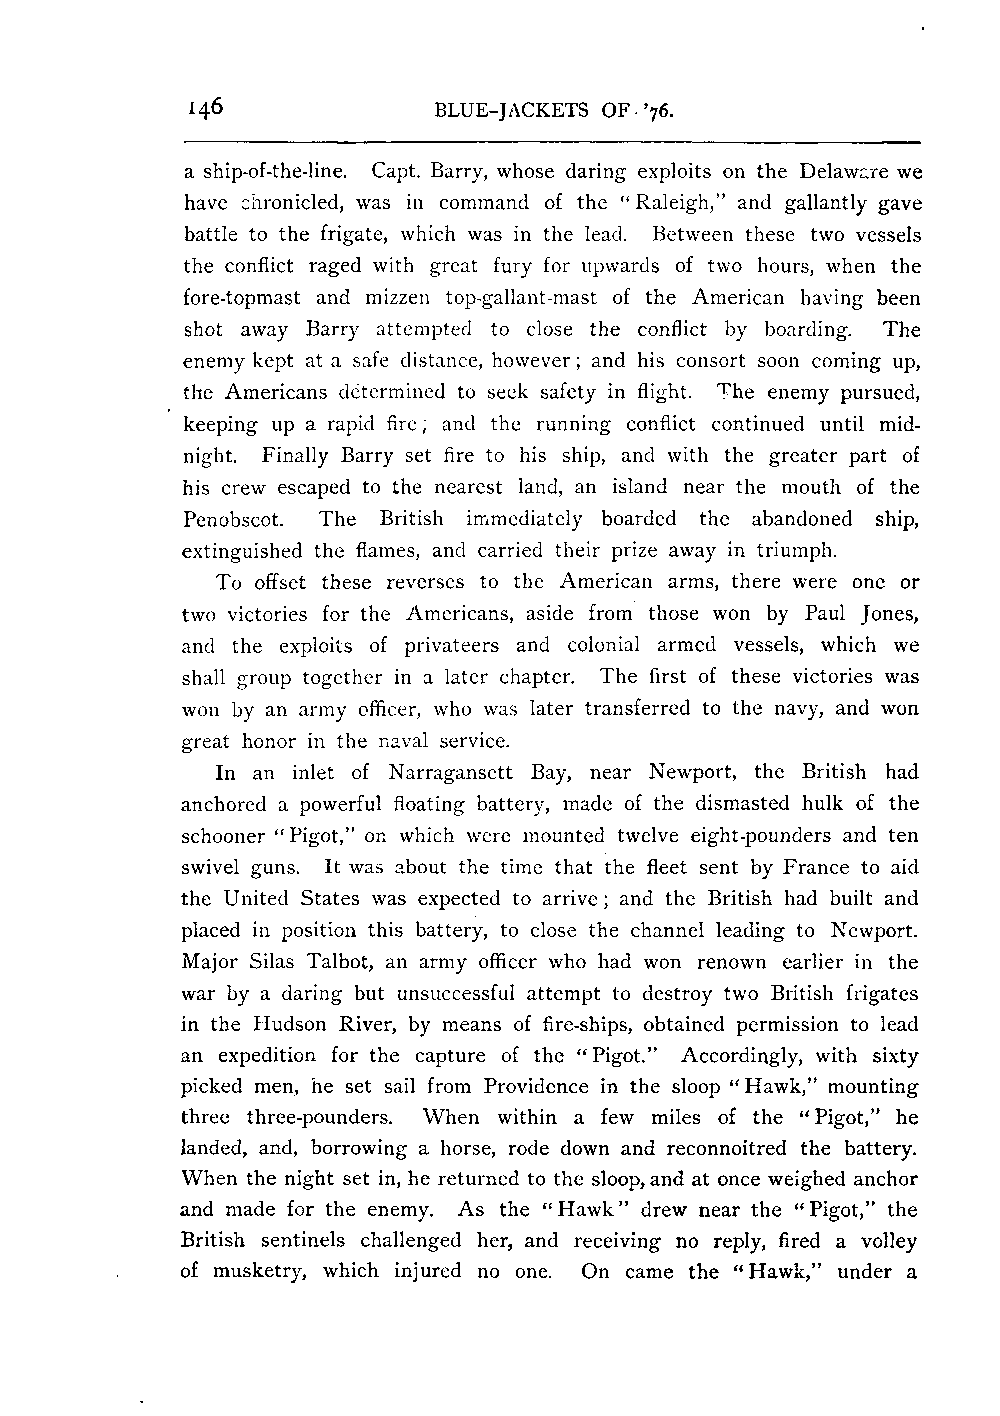 146 BLUE-JACKETS OF '76.
a ship-of-the-line. Capt. Barry, whose daring exploits on the Delaware we
have chronicled, was in command of the "Raleigh," and gallantly gave
battle to the frigate, which was in the lead. Between these two vessels
the conflict raged with great fury for upwards of two hours, when the
fore-topmast and mizzen top-gallant-mast of the American having been
shot away Barry attempted to close the conflict by boarding. The
enemy kept at a safe distance, however; and his consort soon coming up,
the Americans determined to seek safety in flight. The enemy pursued,
keeping up a rapid fire; and the running conflict continued until mid-
night. Finally Barry set fire to his ship, and with the greater part of
his crew escaped to the nearest land, an island near the mouth of the
Penobscot. The British immediately boarded the abandoned ship,
extinguished the flames, and carried their prize away in triumph.
To offset these reverses to the American arms, there were one or
two victories for the Americans, aside from those won by Paul Jones,
and the exploits of privateers and colonial armed vessels, which we
shall group together in a later chapter. The first of these victories was
won by an army officer, who was later transferred to the navy, and won
great honor in the naval service.
In an inlet of Narragansett Bay, near Newport, the British had
anchored a powerful floating battery, made of the dismasted hulk of the
schooner "Pigot," on which were mounted twelve eight-pounders and ten
swivel guns. It was about the time that the fleet sent by France to aid
the United States was expected to arrive; and the British had built and
placed in position this battery, to close the channel leading to Newport.
Major Silas Talbot, an army officer who had won renown earlier in the
war by a daring but unsuccessful attempt to destroy two British frigates
in the Hudson River, by means of fire-ships, obtained permission to lead
an expedition for the capture of the "Pigot." Accordingly, with sixty
picked men, he set sail from Providence in the sloop "Hawk," mounting
three three-pounders. When within a few miles of the "Pigot," he
landed, and, borrowing a horse, rode down and reconnoitred the battery.
When the night set in, he returned to the sloop, and at once weighed anchor
and made for the enemy. As the "Hawk" drew near the "Pigot," the
British sentinels challenged her, and receiving no reply, fired a volley
of musketry, which injured no one. On came the "Hawk," under a